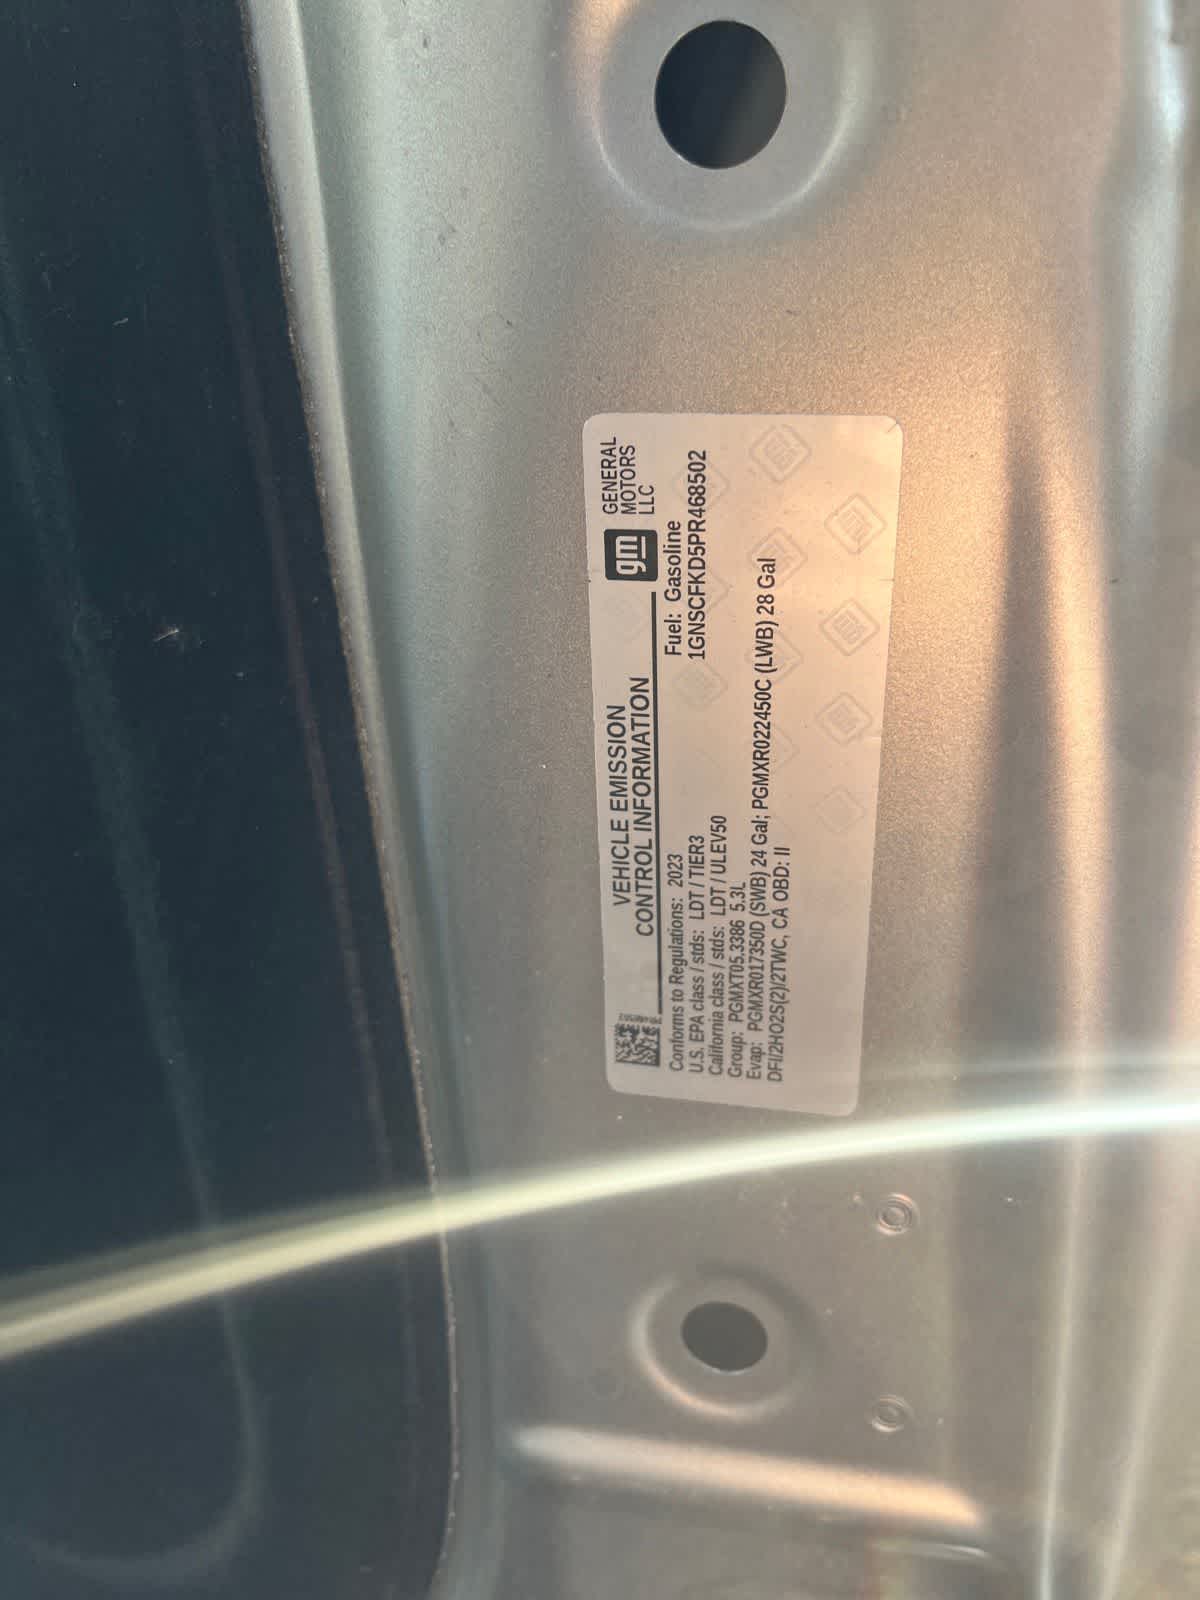 VEHICLE EMISSION
CONTROL INFORMATION
gm
GENERAL
MOTORS
LLC
Conforms to Regulations: 2023
Fuel: Gasoline
U.S. EPA class / stds: LDT / TIER3
1GNSCFKD5PR468502
California class / stds: LDT / ULEV50
Group: PGMXT05.3386 5.3L
Evap: PGMXR017350D (SWB) 24 Gal; PGMXR022450C (LWB) 28 Gal
DFI/2HO2S(2)/2TWC, CA OBD: II